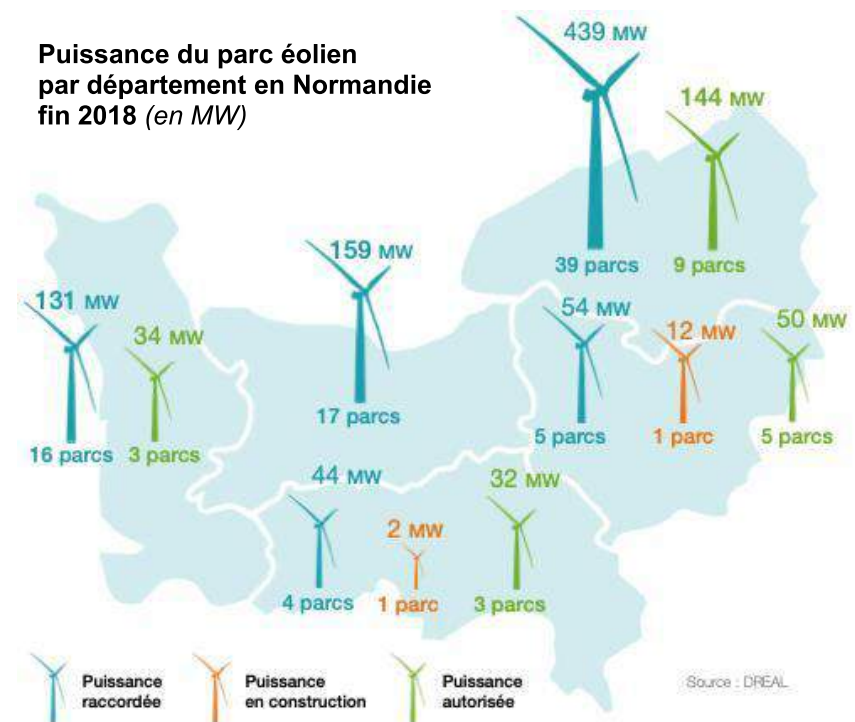 Puissance du parc éolien
par département en Normandie
fin 2018 (en MW)
439 MW
144 MW
39 parcs
9 parcs
159 MW
17 parcs
131 MW
34 MW
16 parcs
3 parcs
54 MW
12 MW
50 MW
5 parcs
1 parc
5 parcs
44 MW
2 MW
32 MW
4 parcs
1 parc
3 parcs
Puissance
raccordée
Puissance
en construction
Puissance
autorisée
Source : DREAL